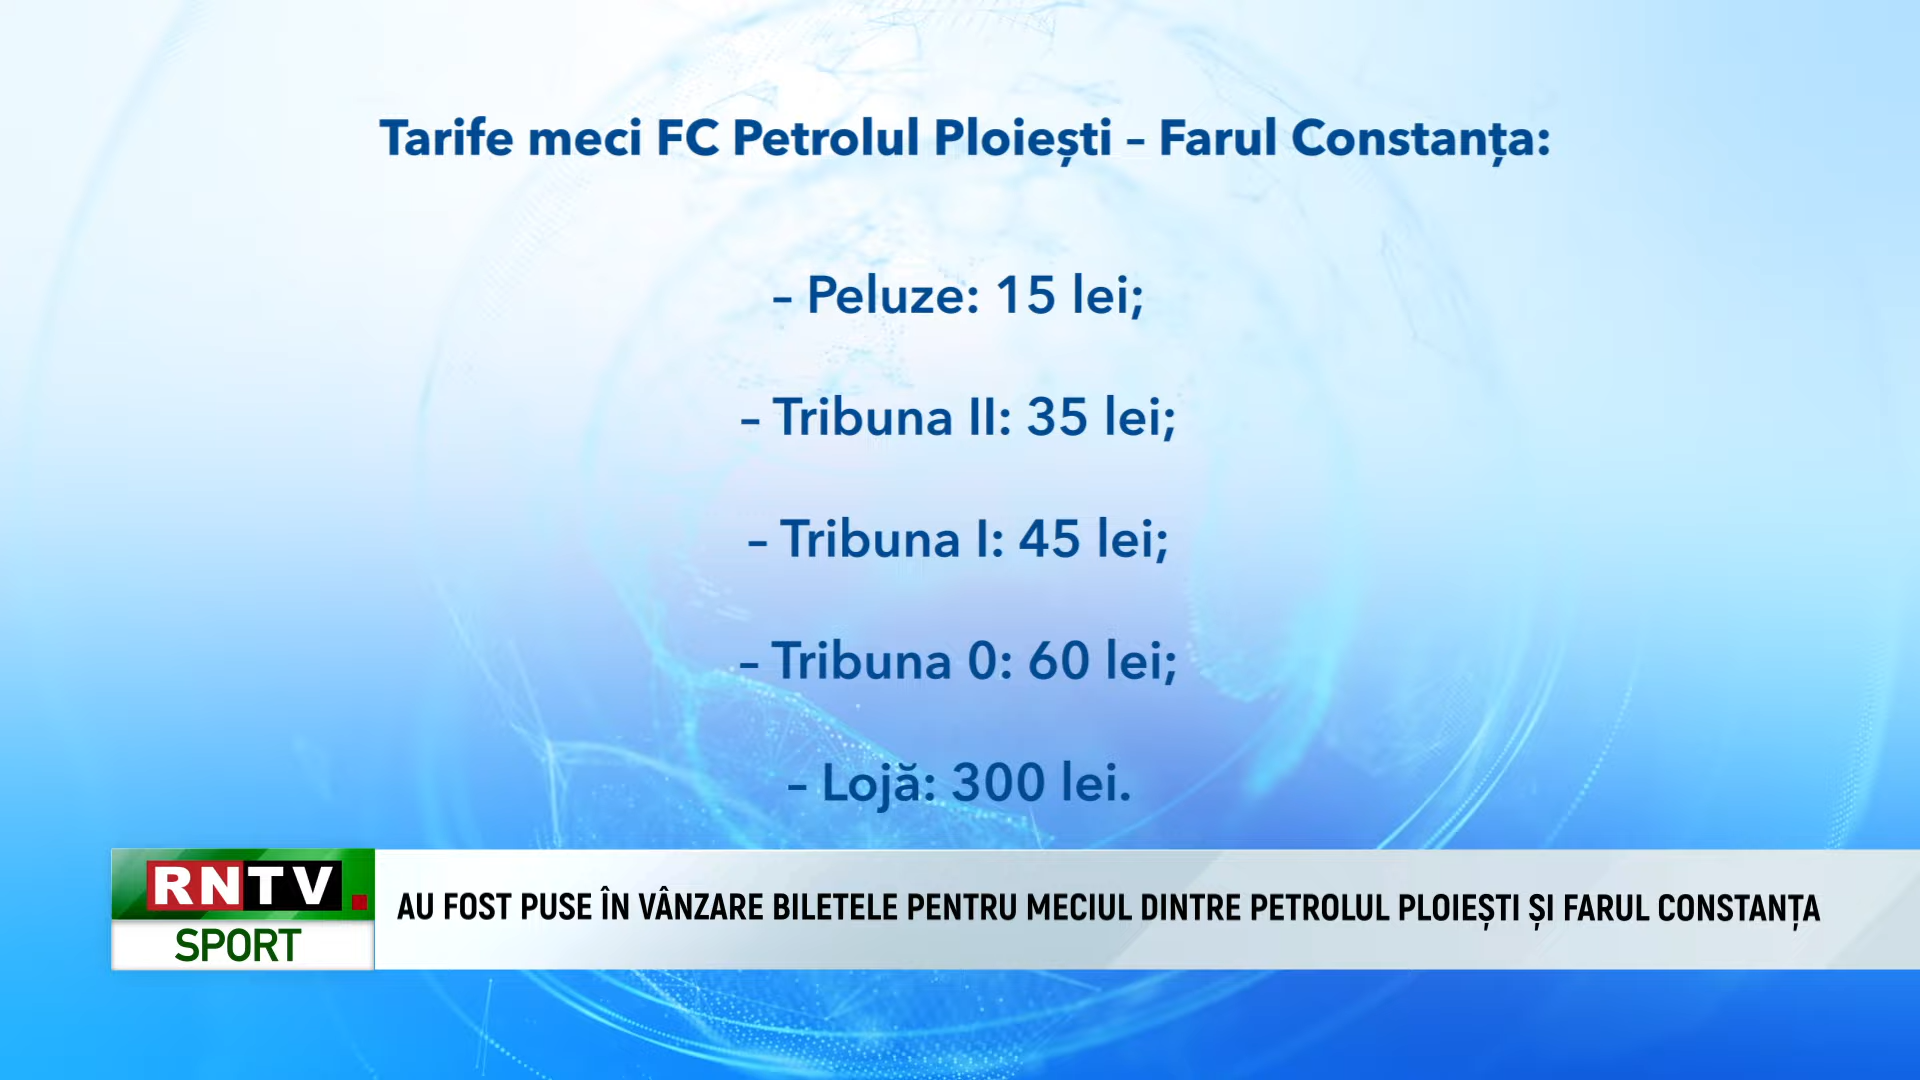 Tarife meci FC Petrolul Ploiești – Farul Constanța:
– Peluze: 15 lei;
– Tribuna II: 35 lei;
– Tribuna I: 45 lei;
– Tribuna 0: 60 lei;
– Lojă: 300 lei.
RNTV.
SPORT
AU FOST PUSE ÎN VÂNZARE BILETELE PENTRU MECIUL DINTRE PETROLUL PLOIEȘTI ȘI FARUL CONSTANȚA